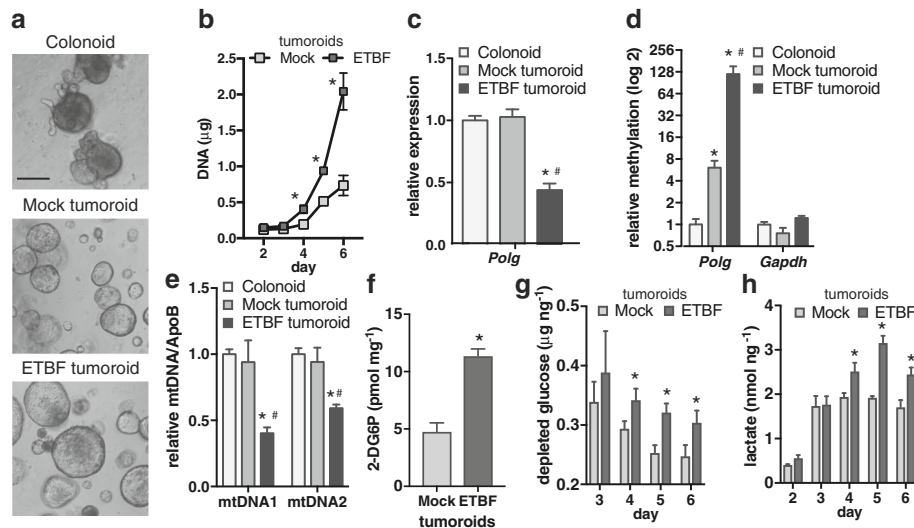 a
Colonoid
Mock tumoroid
ETBF tumoroid
b
tumoroids
Mock ETBF
DNA (µg)
2.5
2.0
1.5
1.0
0.5
0.0
*
*
*
*
2 4 6
day
c
Colonoid
Mock tumoroid
ETBF tumoroid
relative expression
1.5
1.0
0.5
0.0
* #
Polg
d
Colonoid
Mock tumoroid
ETBF tumoroid
relative methylation (log 2)
256
128
64
32
16
8
4
2
1
0.5
*
* #
Polg Gapdh
e
Colonoid
Mock tumoroid
ETBF tumoroid
relative mtDNA/ApoB
1.5
1.0
0.5
0.0
* #
*#
mtDNA1 mtDNA2
f
2-DG6P (pmol mg⁻¹)
15
10
5
0
*
Mock ETBF
tumoroids
g
tumoroids
Mock ETBF
depleted glucose (µg ng⁻¹)
0.5
0.4
0.3
0.2
* * *
3 4 5 6
day
h
tumoroids
Mock ETBF
lactate (nmol ng⁻¹)
4
3
2
1
0
* * *
2 3 4 5 6
day